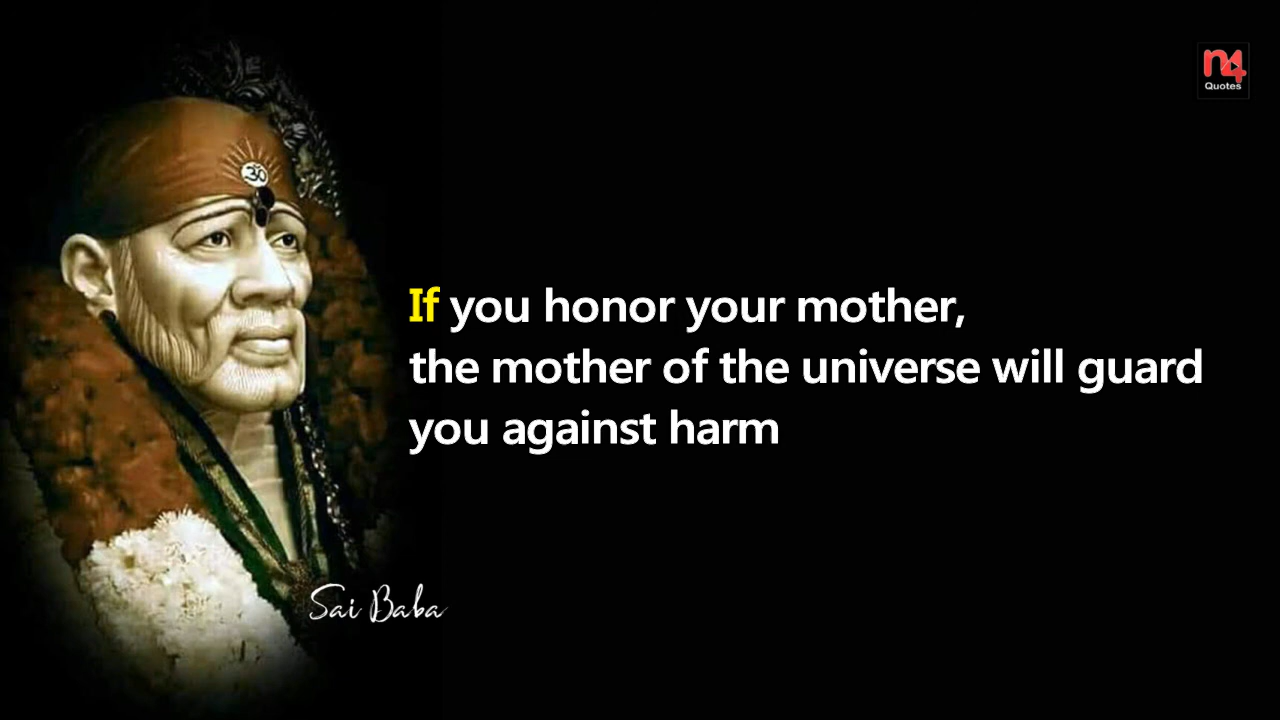 n4
Quotes
ॐ
If you honor your mother,
the mother of the universe will guard
you against harm
Sai Baba